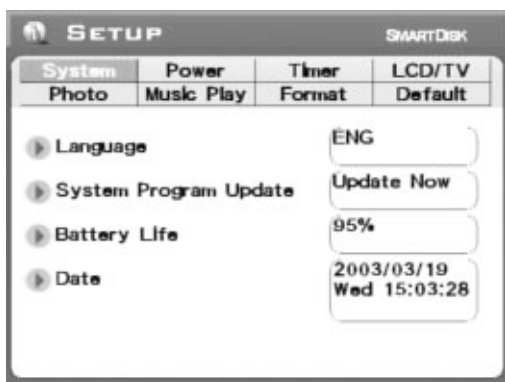 SETUP SMARTDISK
System Power Timer LCD/TV
Photo Music Play Format Default
Language ENG
System Program Update Update Now
Battery Life 95%
Date 2003/03/19
Wed 15:03:28